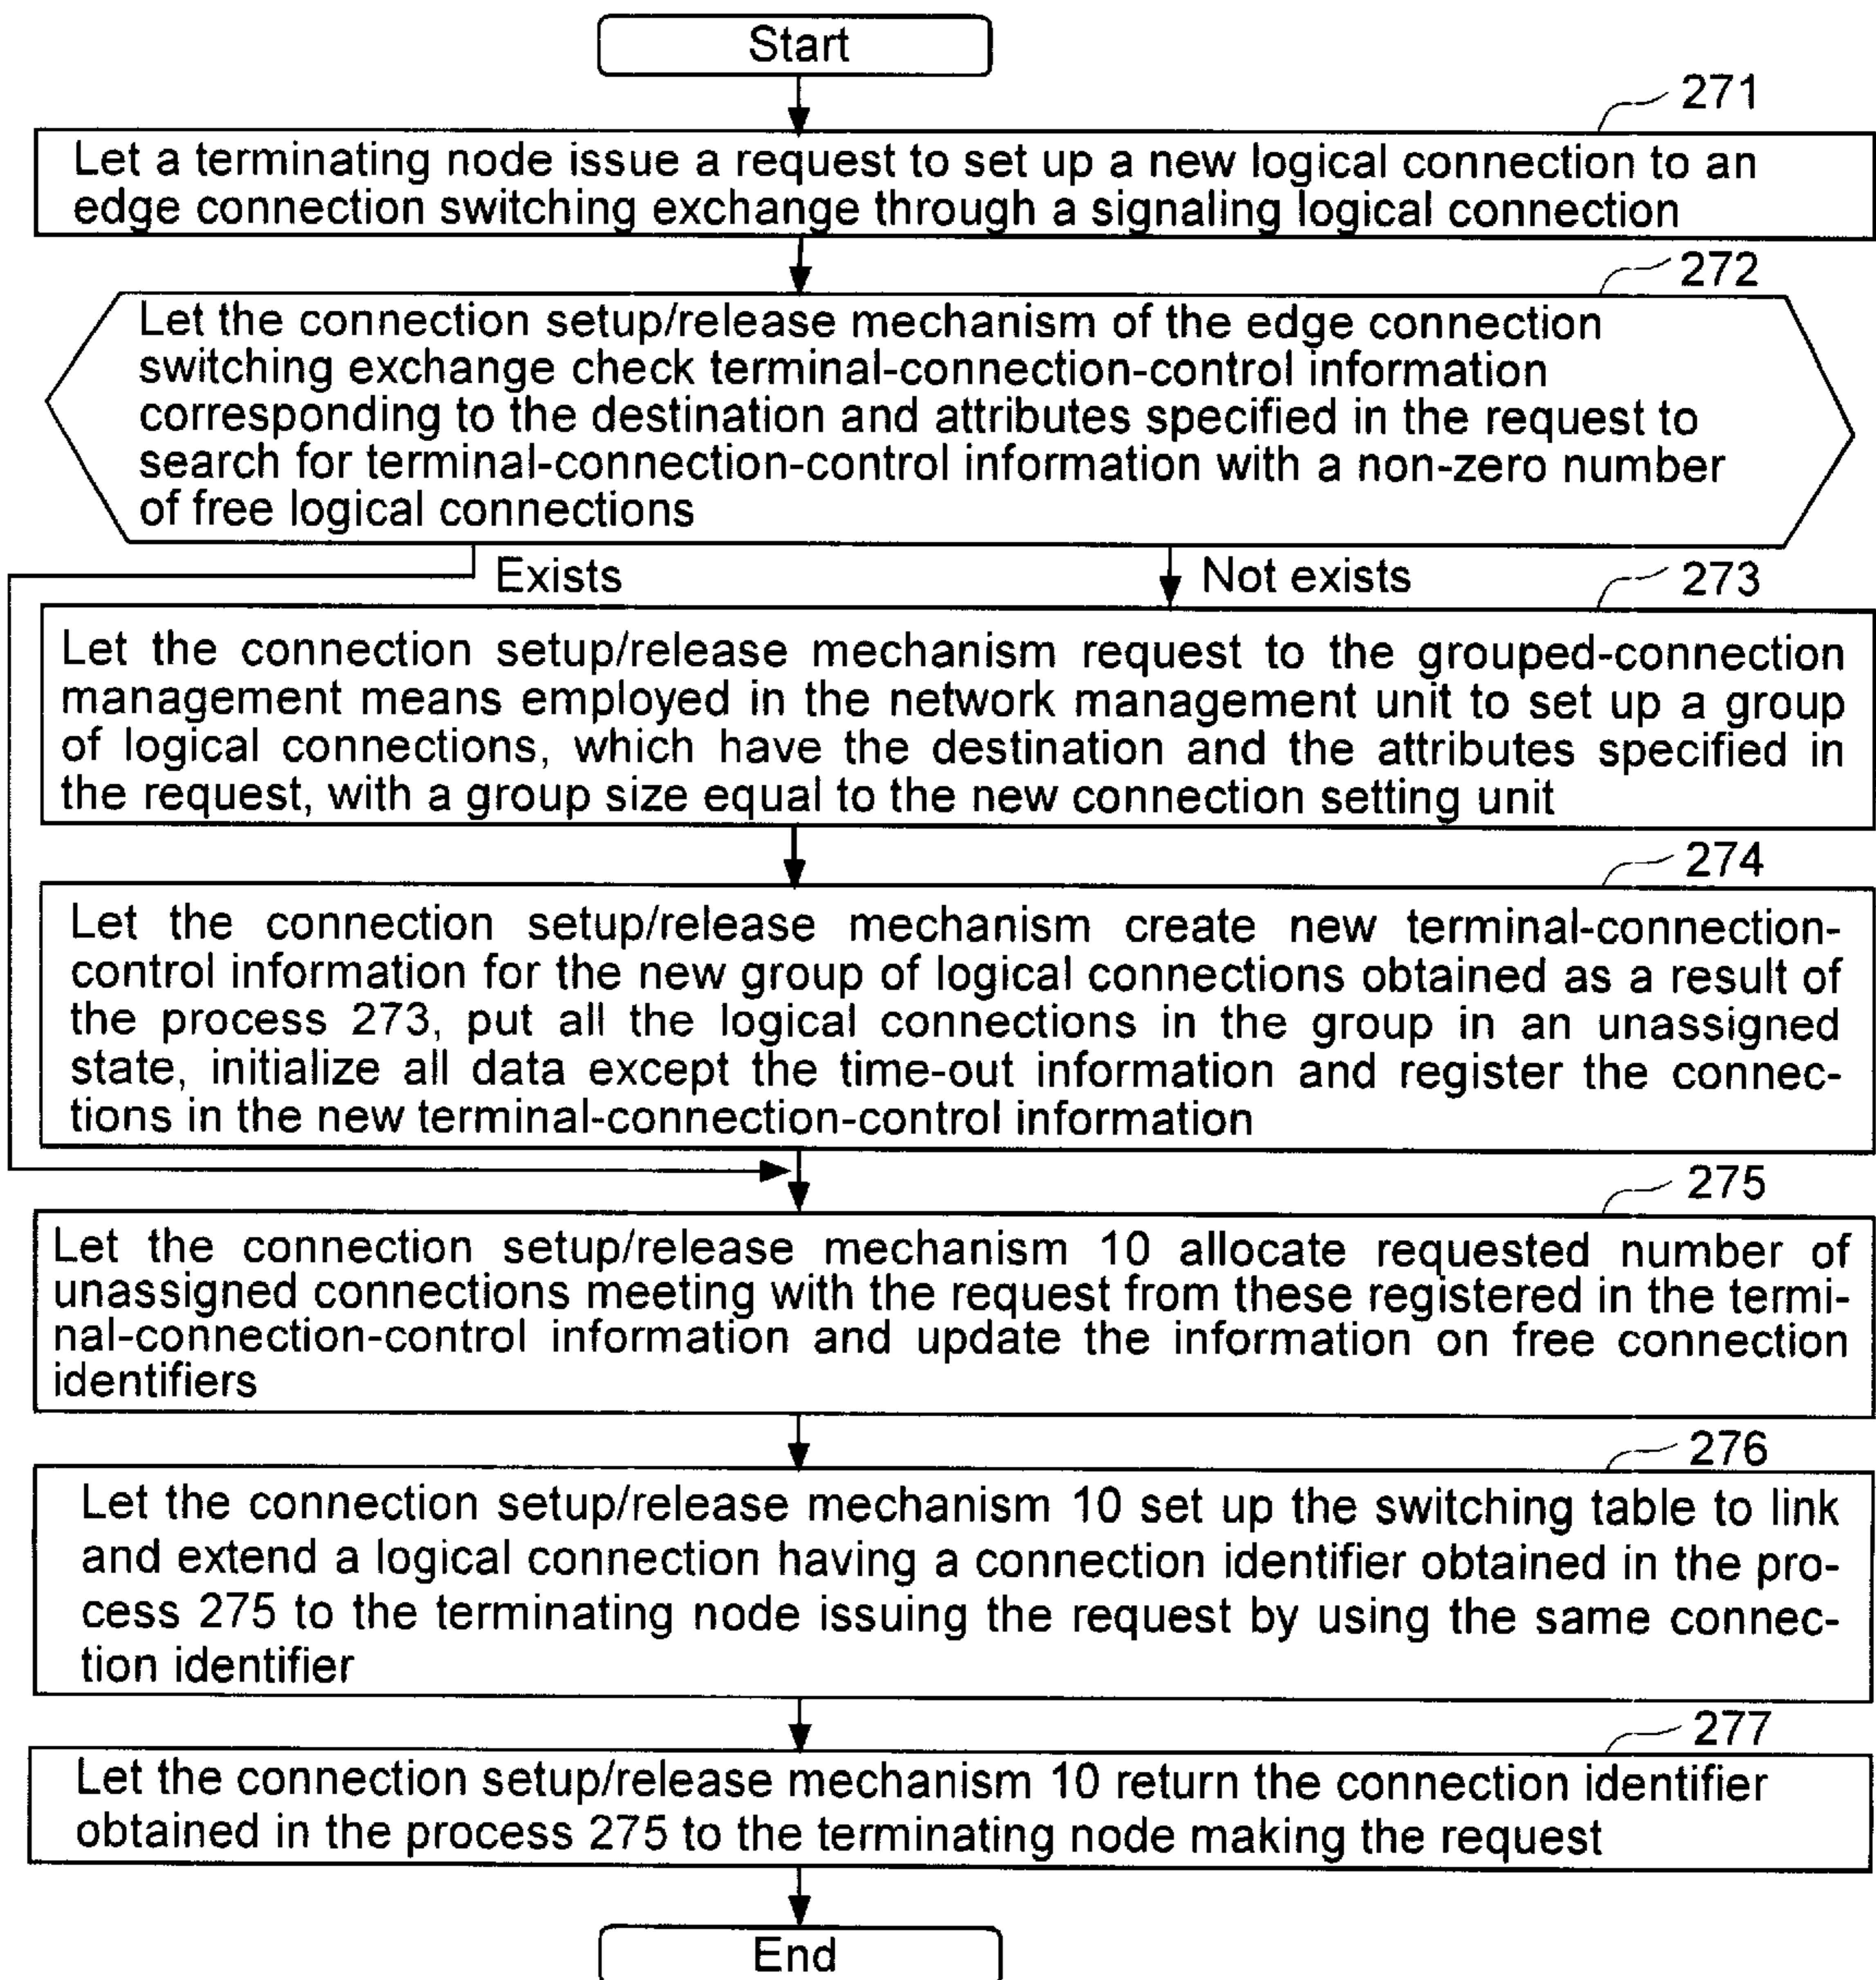 Start
271
Let a terminating node issue a request to set up a new logical connection to an
edge connection switching exchange through a signaling logical connection
272
Let the connection setup/release mechanism of the edge connection
switching exchange check terminal-connection-control information
corresponding to the destination and attributes specified in the request to
search for terminal-connection-control information with a non-zero number
of free logical connections
Exists
Not exists
273
Let the connection setup/release mechanism request to the grouped-connection
management means employed in the network management unit to set up a group
of logical connections, which have the destination and the attributes specified in
the request, with a group size equal to the new connection setting unit
274
Let the connection setup/release mechanism create new terminal-connection-
control information for the new group of logical connections obtained as a result of
the process 273, put all the logical connections in the group in an unassigned
state, initialize all data except the time-out information and register the connec-
tions in the new terminal-connection-control information
275
Let the connection setup/release mechanism 10 allocate requested number of
unassigned connections meeting with the request from these registered in the termi-
nal-connection-control information and update the information on free connection
identifiers
276
Let the connection setup/release mechanism 10 set up the switching table to link
and extend a logical connection having a connection identifier obtained in the pro-
cess 275 to the terminating node issuing the request by using the same connec-
tion identifier
277
Let the connection setup/release mechanism 10 return the connection identifier
obtained in the process 275 to the terminating node making the request
End